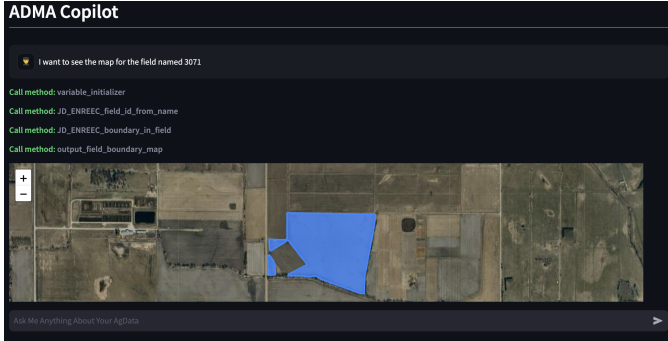 ADMA Copilot
I want to see the map for the field named 3071
Call method: variable_initializer
Call method: JD_ENREEC_field_id_from_name
Call method: JD_ENREEC_boundary_in_field
Call method: output_field_boundary_map
+
−
Ask Me Anything About Your AgData